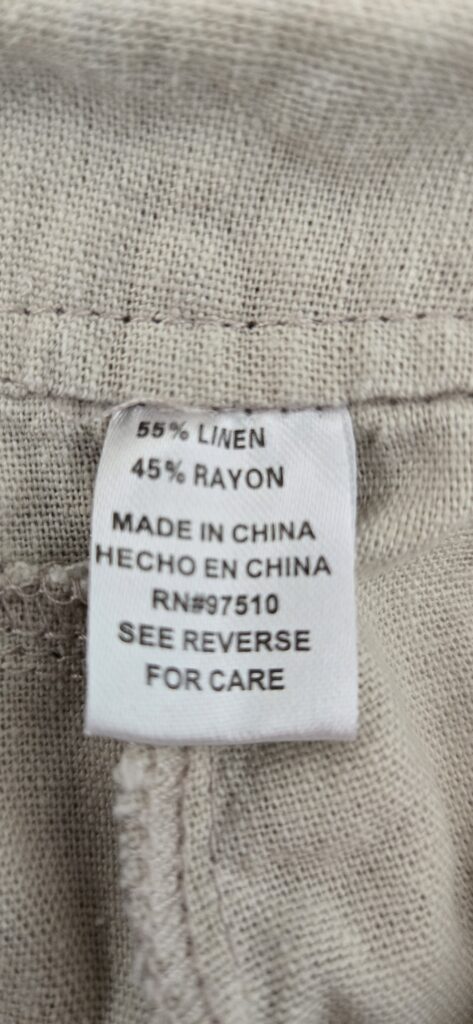 55% LINEN
45% RAYON
MADE IN CHINA
HECHO EN CHINA
RN#97510
SEE REVERSE
FOR CARE